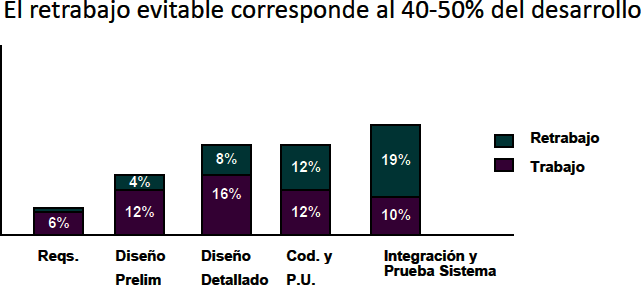 El retrabajo evitable corresponde al 40-50% del desarrollo
8%
12%
19%
4%
16%
12%
12%
10%
6%
Retrabajo
Trabajo
Reqs.
Diseño
Prelim
Diseño
Detallado
Cod. y
P.U.
Integración y
Prueba Sistema